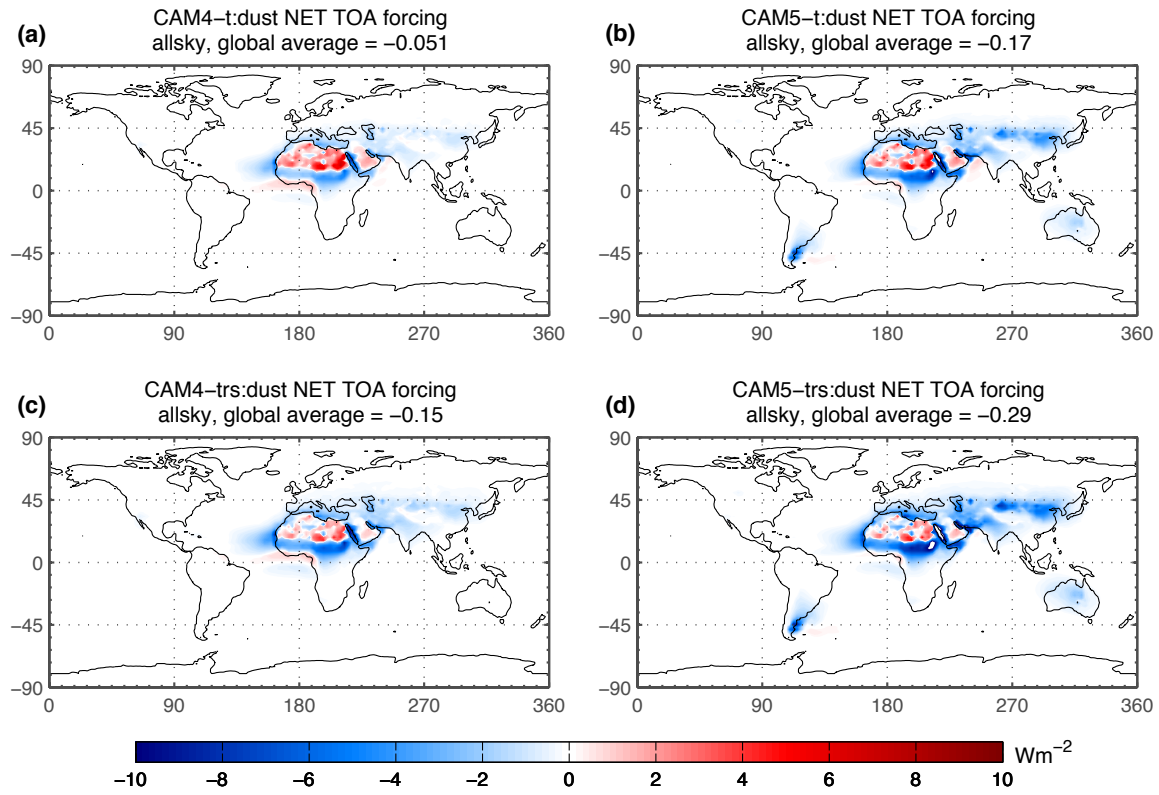 (a)
CAM4−t:dust NET TOA forcing
allsky, global average = −0.051
90
45
0
−45
−90
0 90 180 270 360
(b)
CAM5−t:dust NET TOA forcing
allsky, global average = −0.17
90
45
0
−45
−90
0 90 180 270 360
(c)
CAM4−trs:dust NET TOA forcing
allsky, global average = −0.15
90
45
0
−45
−90
0 90 180 270 360
(d)
CAM5−trs:dust NET TOA forcing
allsky, global average = −0.29
90
45
0
−45
−90
0 90 180 270 360
Wm−2
−10 −8 −6 −4 −2 0 2 4 6 8 10